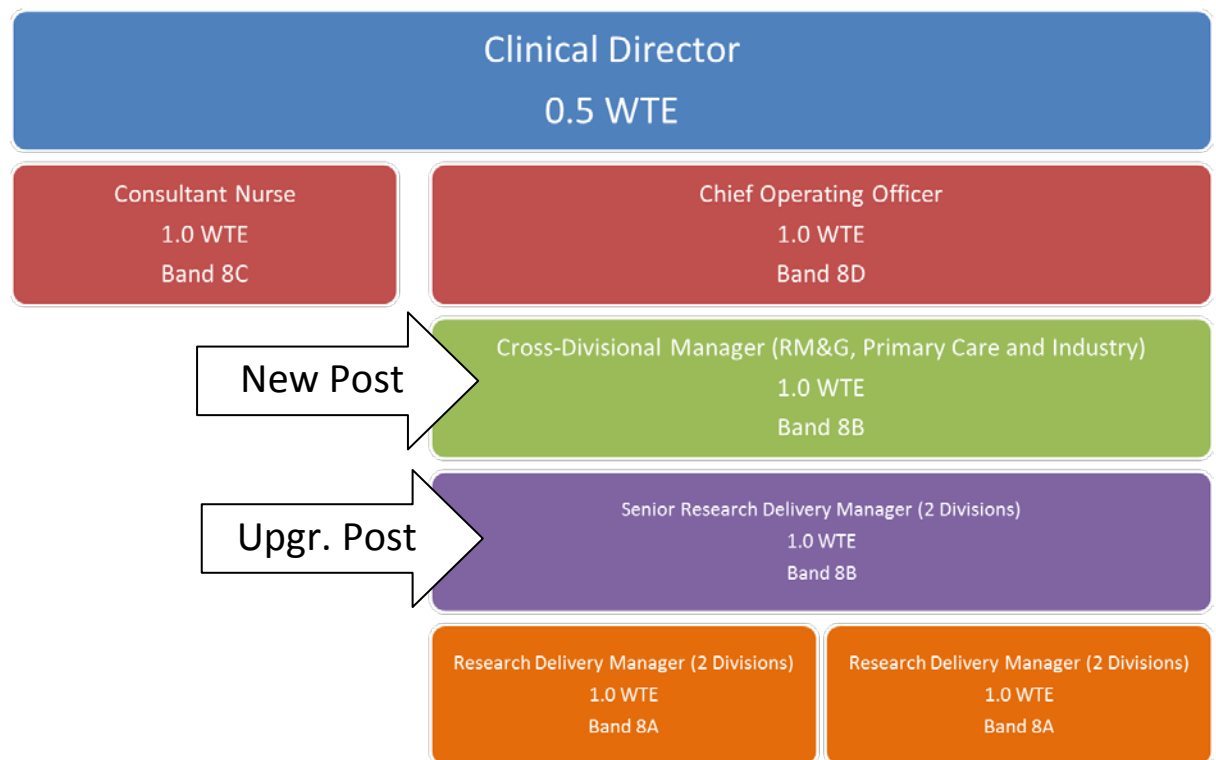 Clinical Director
0.5 WTE
Consultant Nurse
1.0 WTE
Band 8C
Chief Operating Officer
1.0 WTE
Band 8D
New Post
Cross-Divisional Manager (RM&G, Primary Care and Industry)
1.0 WTE
Band 8B
Upgr. Post
Senior Research Delivery Manager (2 Divisions)
1.0 WTE
Band 8B
Research Delivery Manager (2 Divisions)
1.0 WTE
Band 8A
Research Delivery Manager (2 Divisions)
1.0 WTE
Band 8A